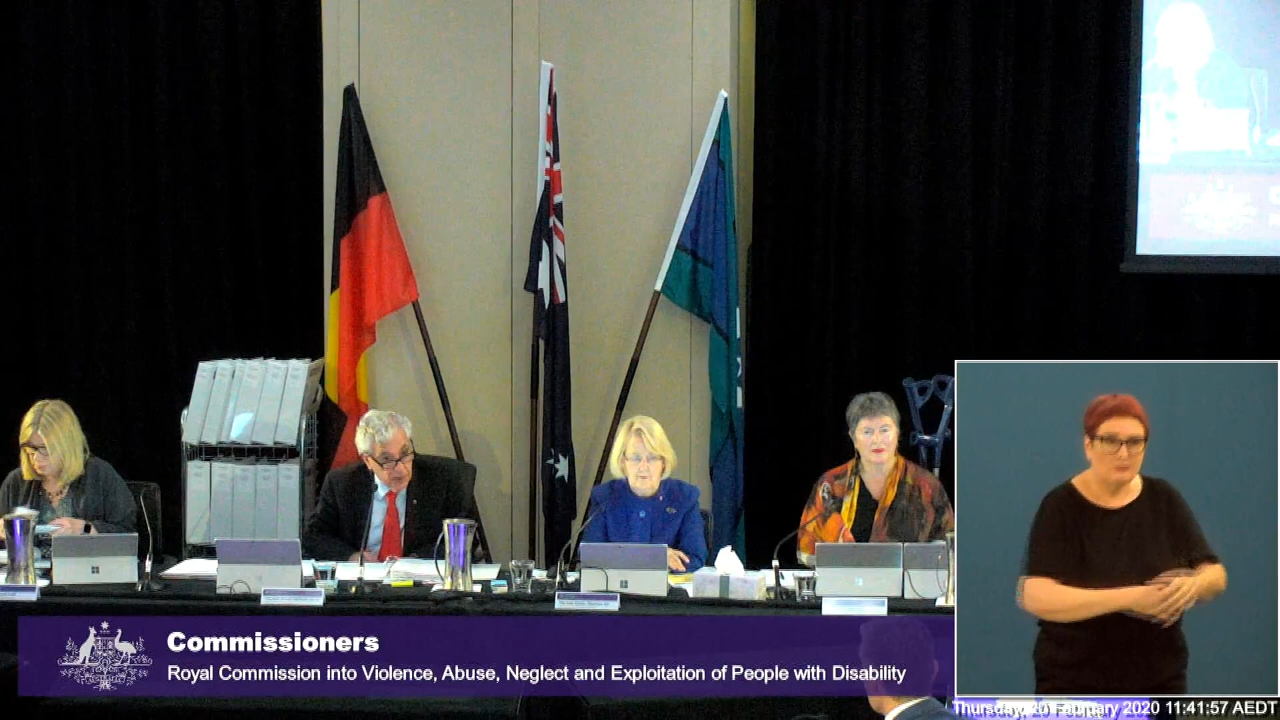 Commissioners
Royal Commission into Violence, Abuse, Neglect and Exploitation of People with Disability
Thursday, 20 February 2020 11:41:57 AEDT